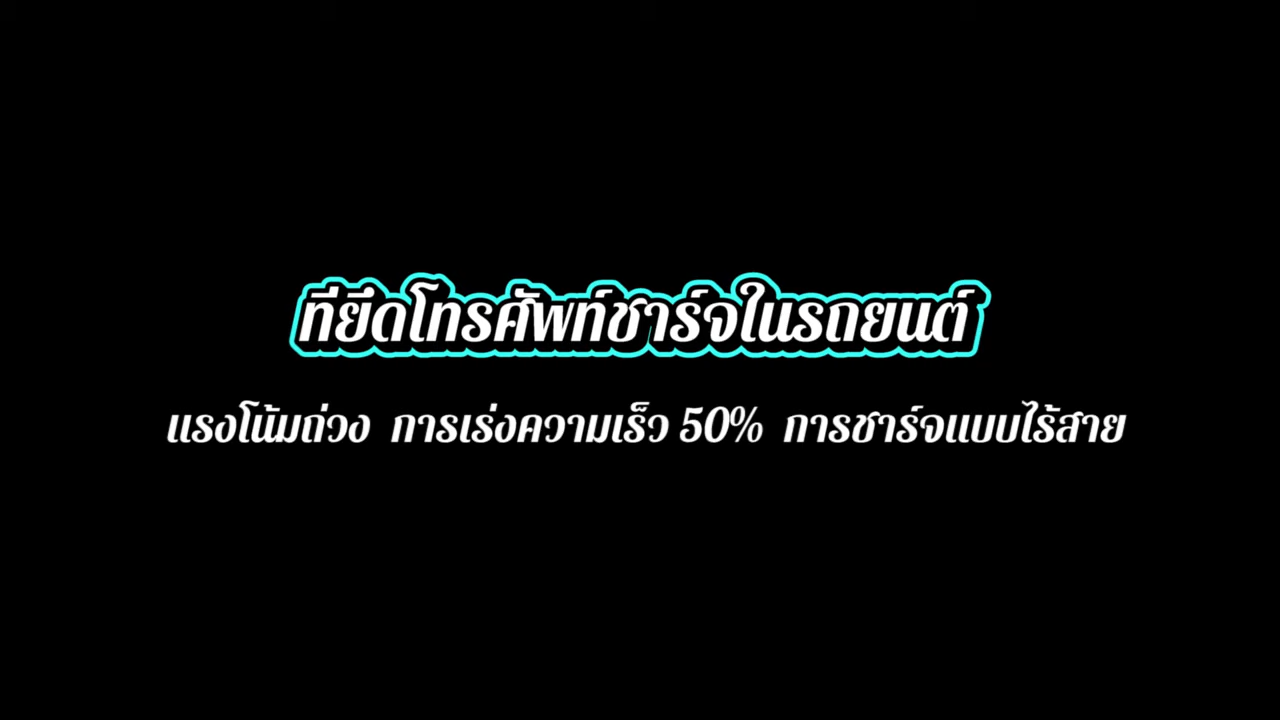 ทียึดโทรศัพท์ชาร์จในรถยนต์
แรงโน้มถ่วง การเร่งความเร็ว 50% การชาร์จแบบไร้สาย